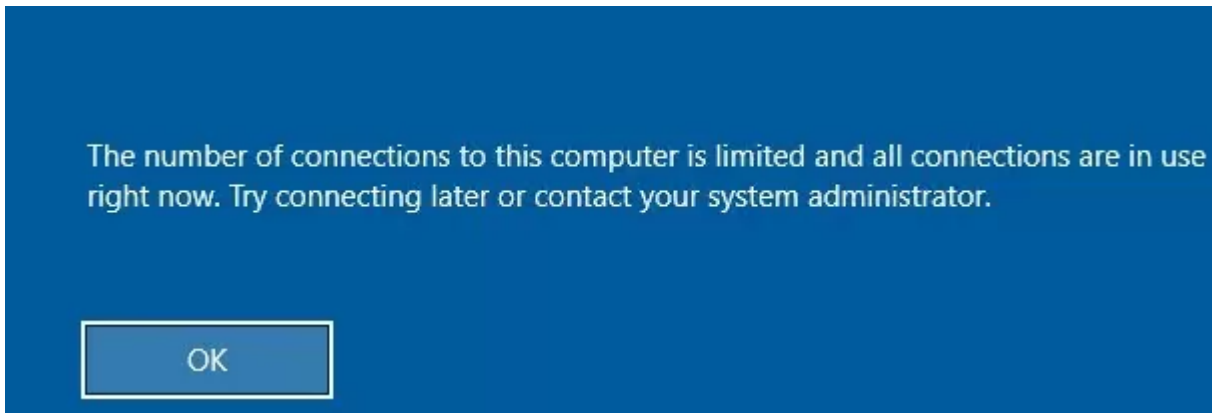 The number of connections to this computer is limited and all connections are in use
right now. Try connecting later or contact your system administrator.
OK